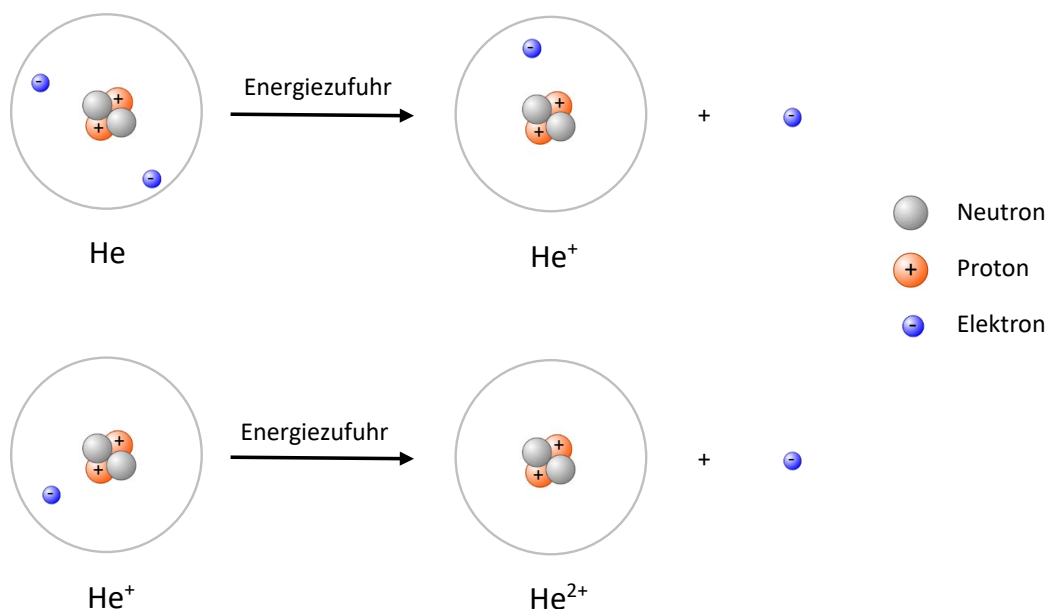 Energiezufuhr
+
He
He⁺
Neutron
Proton
Elektron
Energiezufuhr
+
He⁺
He²⁺